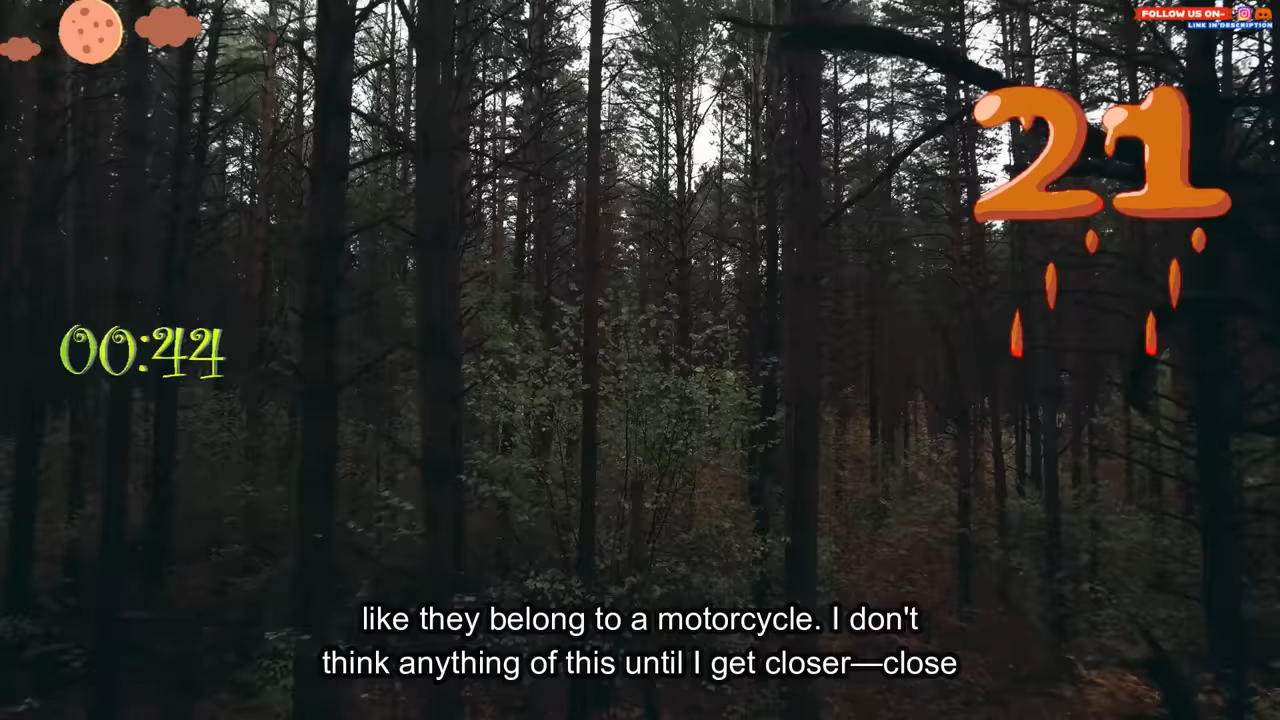 FOLLOW US ON-
LINK IN DESCRIPTION
21
00:44
like they belong to a motorcycle. I don't
think anything of this until I get closer—close